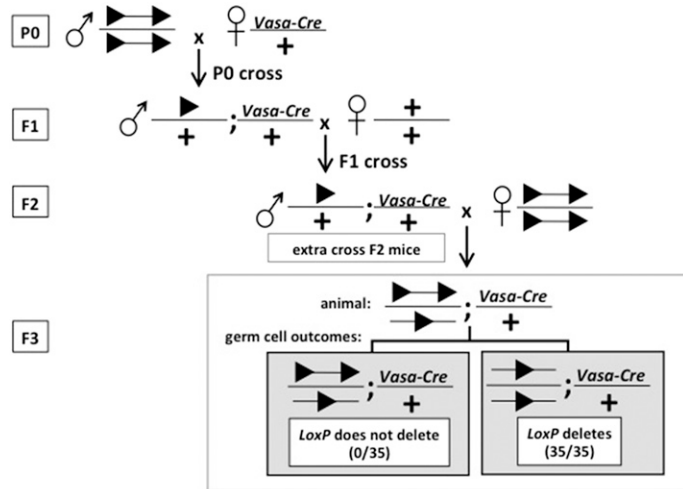 P0
Vasa-Cre
x
+
P0 cross
F1
Vasa-Cre
+
+ ; + x +
F1 cross
F2
Vasa-Cre
+ ; + x
extra cross F2 mice
F3
animal: ; Vasa-Cre
+
germ cell outcomes:
; Vasa-Cre
+
LoxP does not delete
(0/35)
; Vasa-Cre
+
LoxP deletes
(35/35)